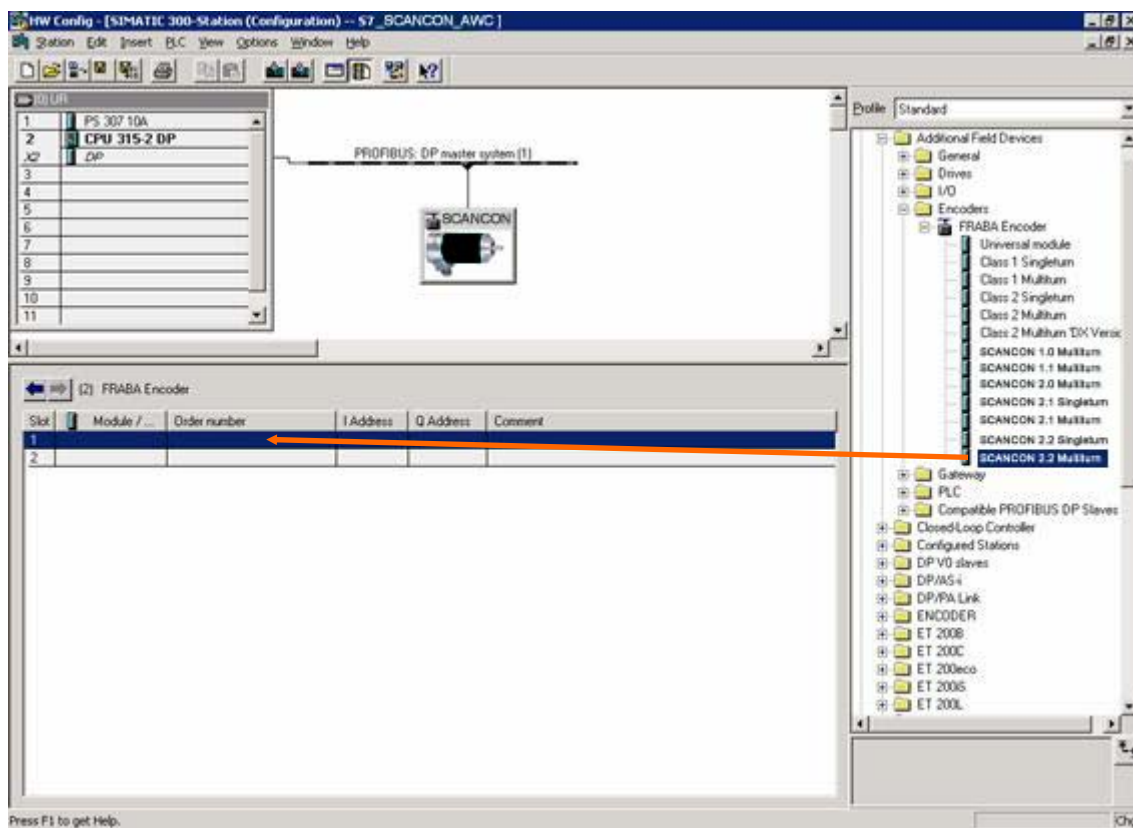 HW Config - [SIMATIC 300-Station (Configuration) -- S7_SCANCON_AWC ]
Station Edit Insert PLC View Options Window Help
(0) UR
1 PS 307 10A
2 CPU 315-2 DP
X2 DP
3
4
5
6
7
8
9
10
11
PROFIBUS: DP master system (1)
SCANCON
(2) FRABA Encoder
Slot Module / ... Order number I Address Q Address Comment
1
2
Profile Standard
Additional Field Devices
General
Drives
I/O
Encoders
FRABA Encoder
Universal module
Class 1 Singleturn
Class 1 Multiturn
Class 2 Singleturn
Class 2 Multiturn
Class 2 Multiturn 'DX Versic
SCANCON 1.0 Multiturn
SCANCON 1.1 Multiturn
SCANCON 2.0 Multiturn
SCANCON 2.1 Singleturn
SCANCON 2.1 Multiturn
SCANCON 2.2 Singleturn
SCANCON 2.2 Multiturn
Gateway
PLC
Compatible PROFIBUS DP Slaves
Closed-Loop Controller
Configured Stations
DP V0 slaves
DP/AS-i
DP/PA Link
ENCODER
ET 200B
ET 200C
ET 200eco
ET 200iS
ET 200L
Press F1 to get Help.
Chg